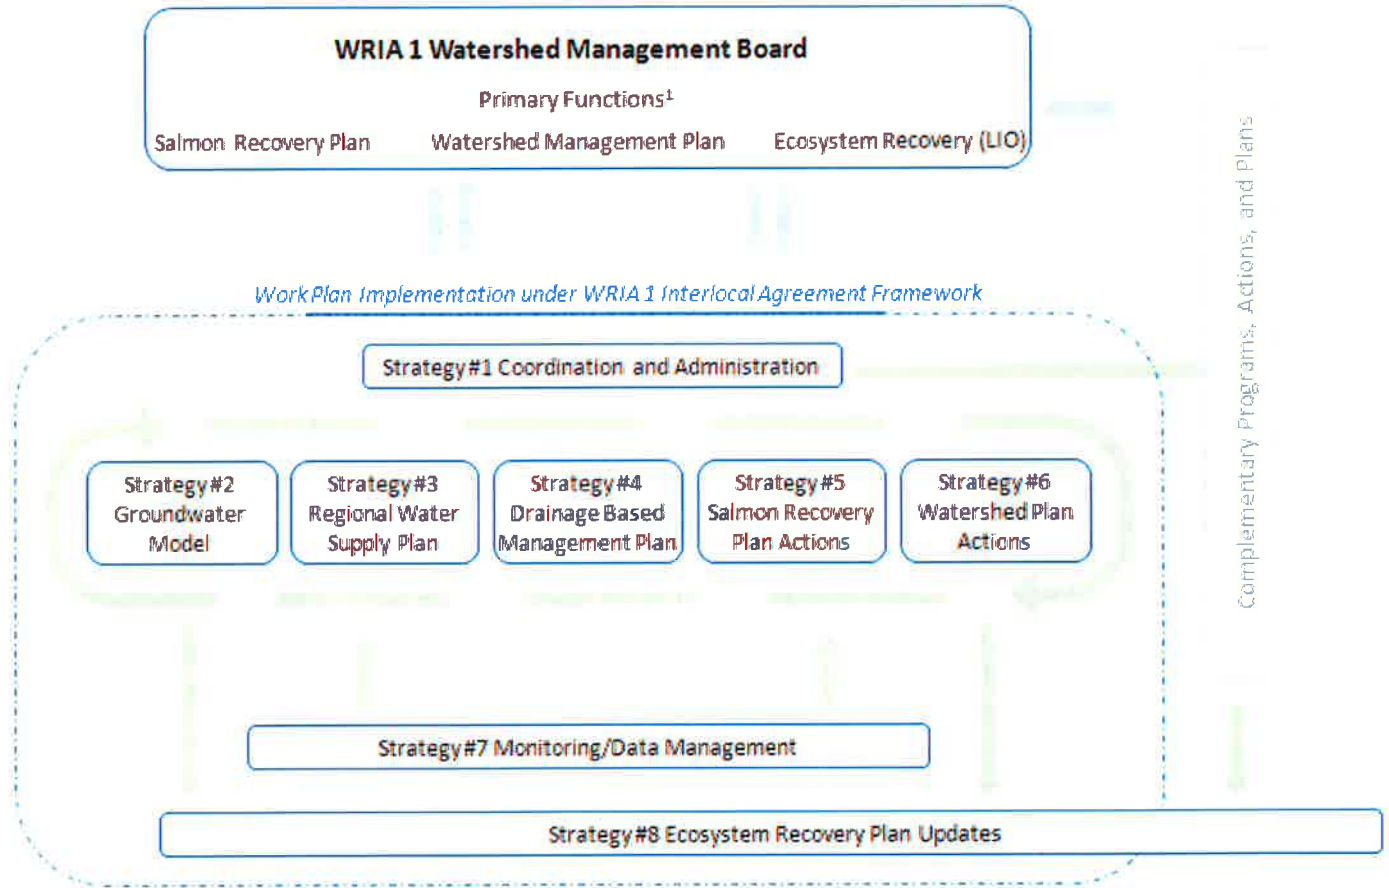 WRIA 1 Watershed Management Board
Primary Functions¹
Salmon Recovery Plan
Watershed Management Plan
Ecosystem Recovery (LIO)
Complementary Programs, Actions, and Plans
WorkPlan Implementation under WRIA 1 Interlocal Agreement Framework
Strategy #1 Coordination and Administration
Strategy #2
Groundwater
Model
Strategy #3
Regional Water
Supply Plan
Strategy #4
Drainage Based
Management Plan
Strategy #5
Salmon Recovery
Plan Actions
Strategy #6
Watershed Plan
Actions
Strategy #7 Monitoring/Data Management
Strategy #8 Ecosystem Recovery Plan Updates